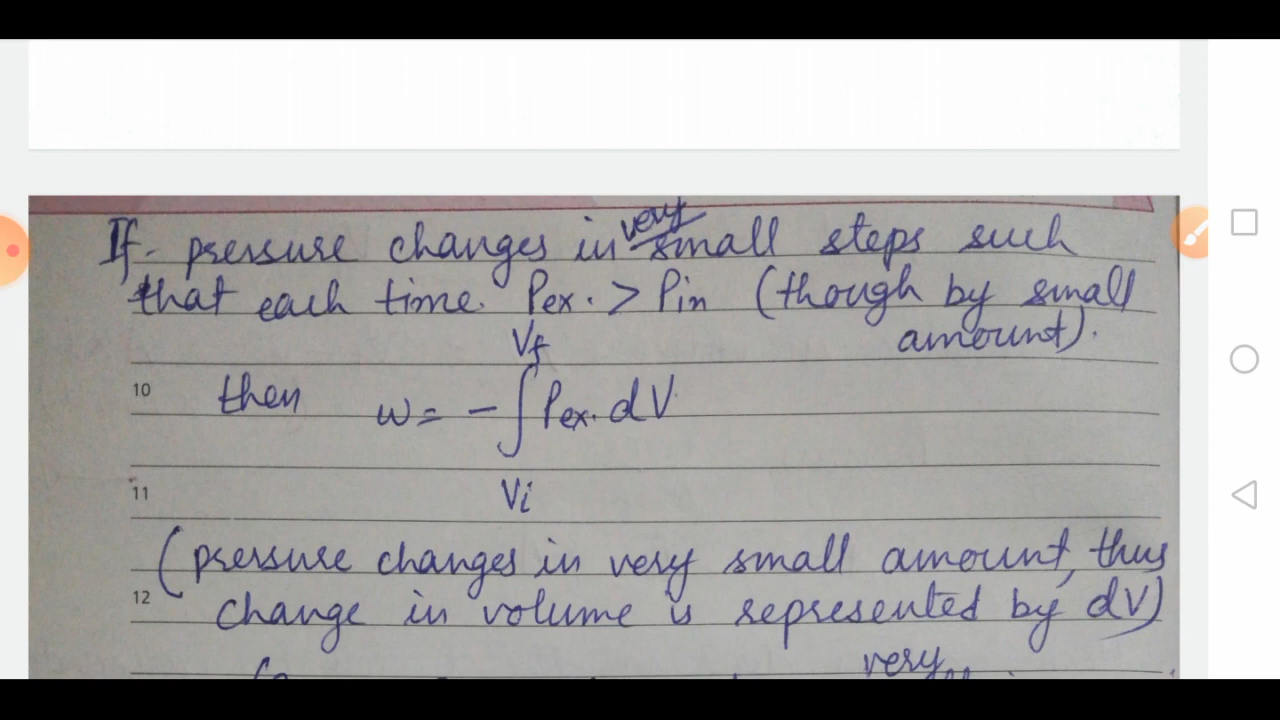 If pressure changes in very small steps such
that each time Pex. > Pin (though by small
amount).
Vf
10 then w = - ∫ Pex. dV
11 Vi
(pressure changes in very small amount, thus
12 change in volume is represented by dV)
very